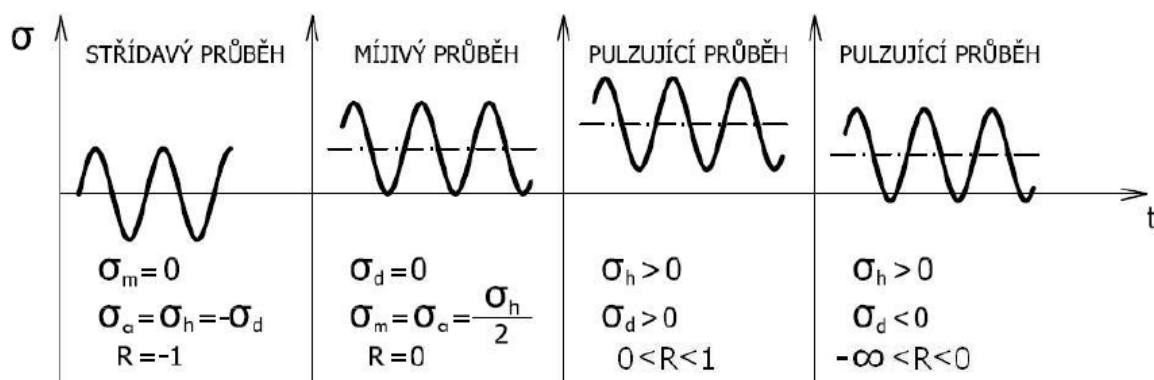 σ
STŘÍDAVÝ PRŮBĚH
σm=0
σa=σh=-σd
R=-1
MÍJIVÝ PRŮBĚH
σd=0
σm=σa=σh/2
R=0
PULZUJÍCÍ PRŮBĚH
σh>0
σd>0
0<R<1
PULZUJÍCÍ PRŮBĚH
σh>0
σd<0
-∞<R<0
t